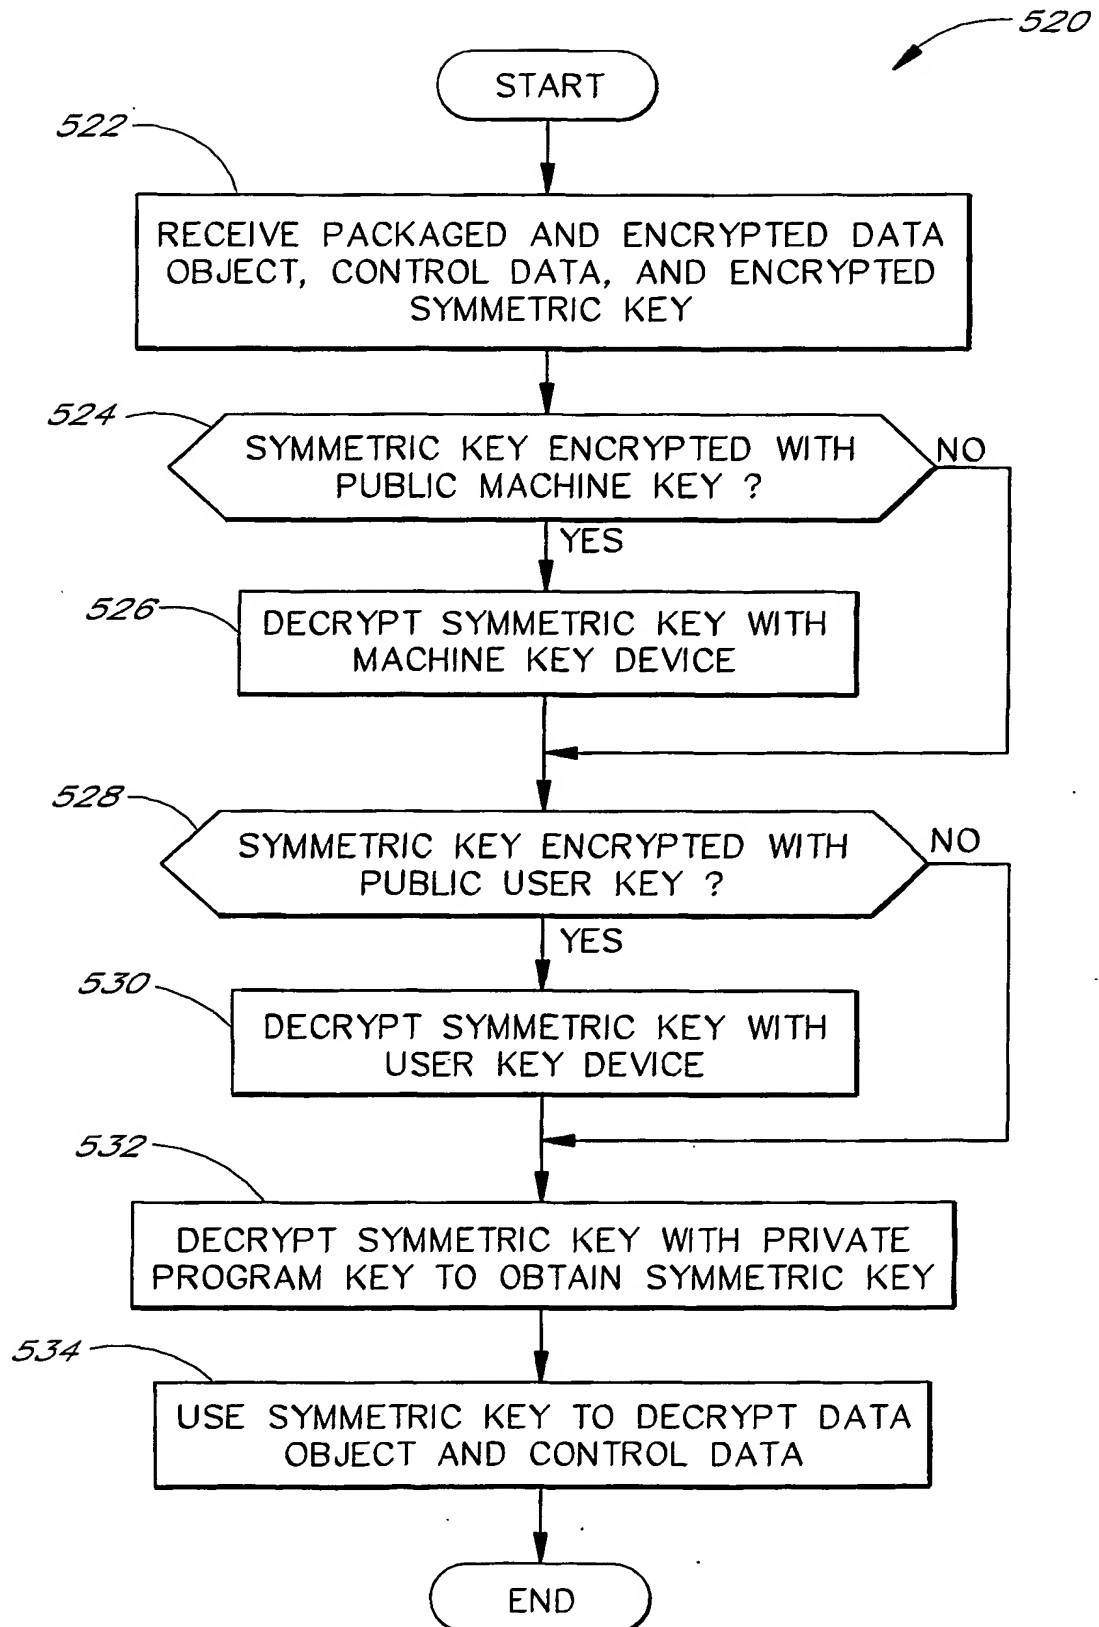 520
START
522
RECEIVE PACKAGED AND ENCRYPTED DATA
OBJECT, CONTROL DATA, AND ENCRYPTED
SYMMETRIC KEY
524
SYMMETRIC KEY ENCRYPTED WITH
PUBLIC MACHINE KEY ?
NO
YES
526
DECRYPT SYMMETRIC KEY WITH
MACHINE KEY DEVICE
528
SYMMETRIC KEY ENCRYPTED WITH
PUBLIC USER KEY ?
NO
YES
530
DECRYPT SYMMETRIC KEY WITH
USER KEY DEVICE
532
DECRYPT SYMMETRIC KEY WITH PRIVATE
PROGRAM KEY TO OBTAIN SYMMETRIC KEY
534
USE SYMMETRIC KEY TO DECRYPT DATA
OBJECT AND CONTROL DATA
END